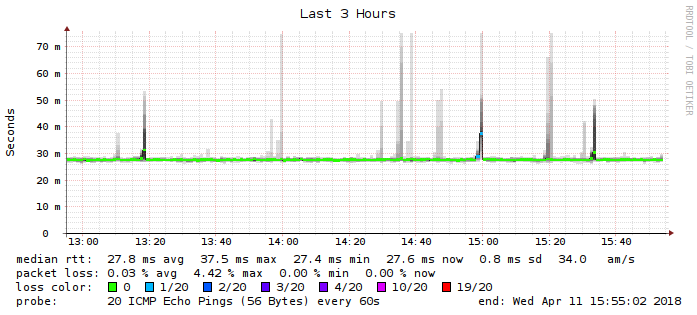 Last 3 Hours
RRDTOOL / TOBI OETIKER
Seconds
70 m
60 m
50 m
40 m
30 m
20 m
10 m
0
13:00 13:20 13:40 14:00 14:20 14:40 15:00 15:20 15:40
median rtt: 27.8 ms avg 37.5 ms max 27.4 ms min 27.6 ms now 0.8 ms sd 34.0 am/s
packet loss: 0.03 % avg 4.42 % max 0.00 % min 0.00 % now
loss color: 0 1/20 2/20 3/20 4/20 10/20 19/20
probe: 20 ICMP Echo Pings (56 Bytes) every 60s end: Wed Apr 11 15:55:02 2018